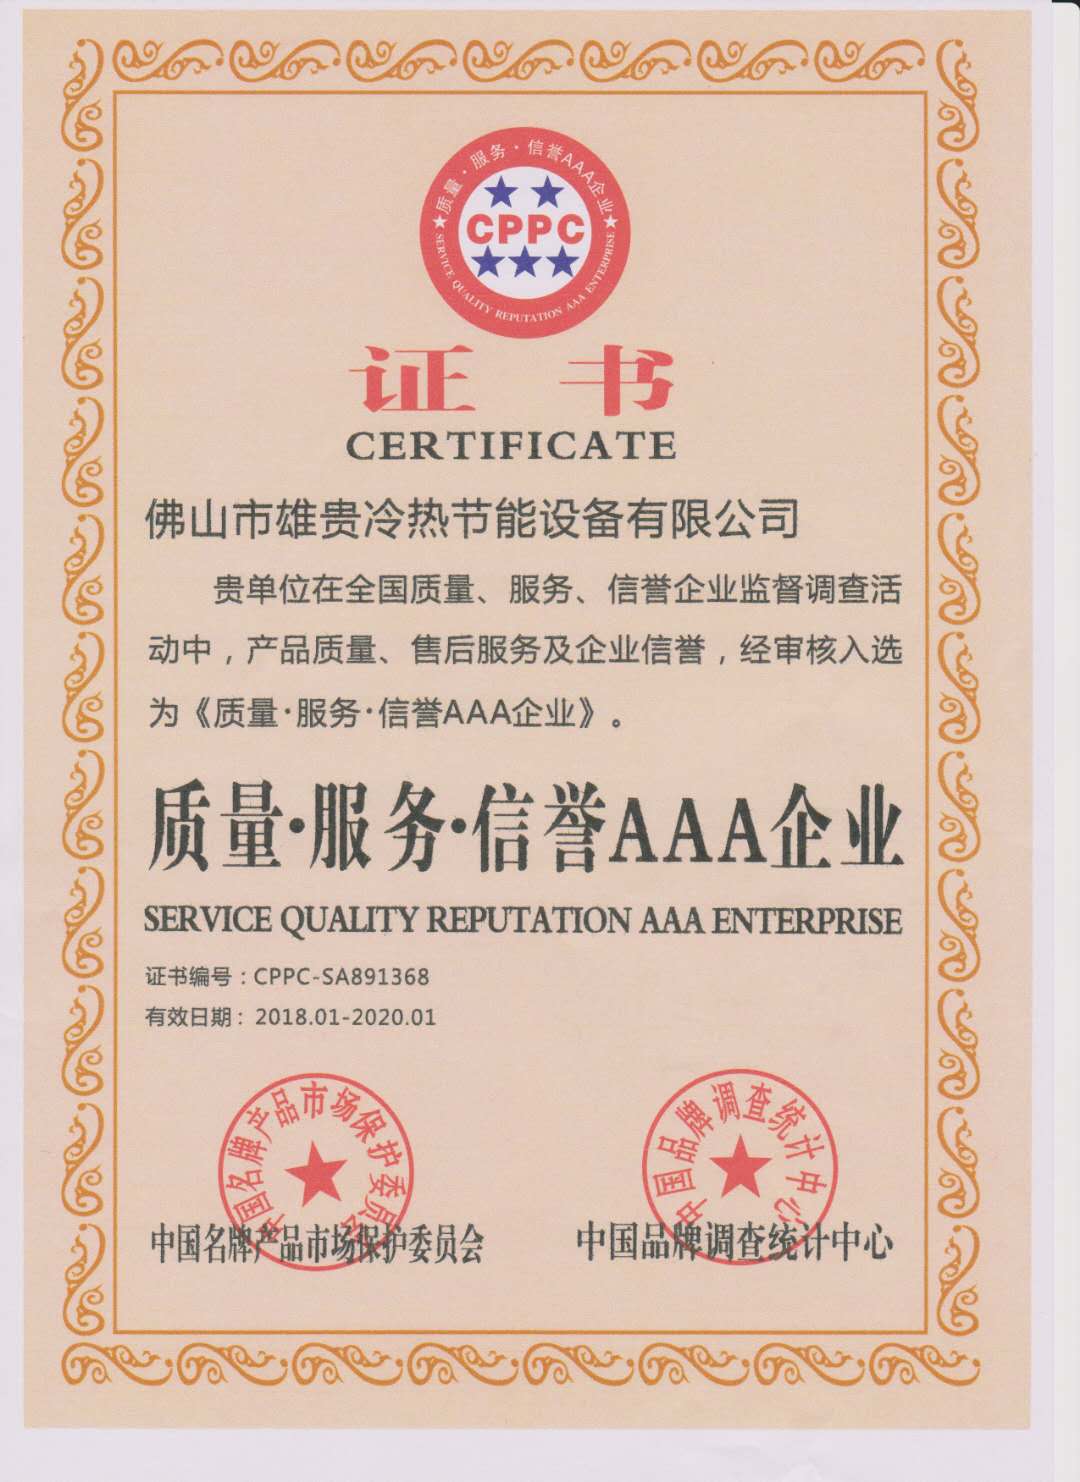 质量·服务·信誉AAA企业
CPPC
SERVICE QUALITY REPUTATION AAA ENTERPRISE
证书
CERTIFICATE
佛山市雄贵冷热节能设备有限公司
贵单位在全国质量、服务、信誉企业监督调查活
动中，产品质量、售后服务及企业信誉，经审核入选
为《质量·服务·信誉AAA企业》。
质量·服务·信誉AAA企业
SERVICE QUALITY REPUTATION AAA ENTERPRISE
证书编号：CPPC-SA891368
有效日期：2018.01-2020.01
中国名牌产品市场保护委员会
中国品牌调查统计中心
中国名牌产品市场保护委员会
中国品牌调查统计中心